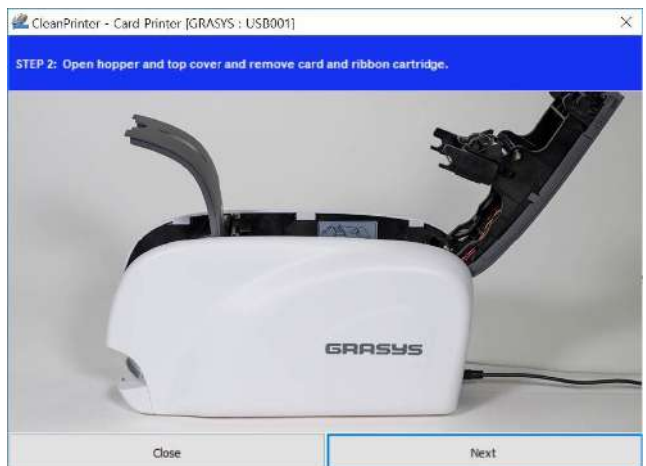 CleanPrinter - Card Printer [GRASYS : USB001]
STEP 2: Open hopper and top cover and remove card and ribbon cartridge.
GRASYS
Close
Next